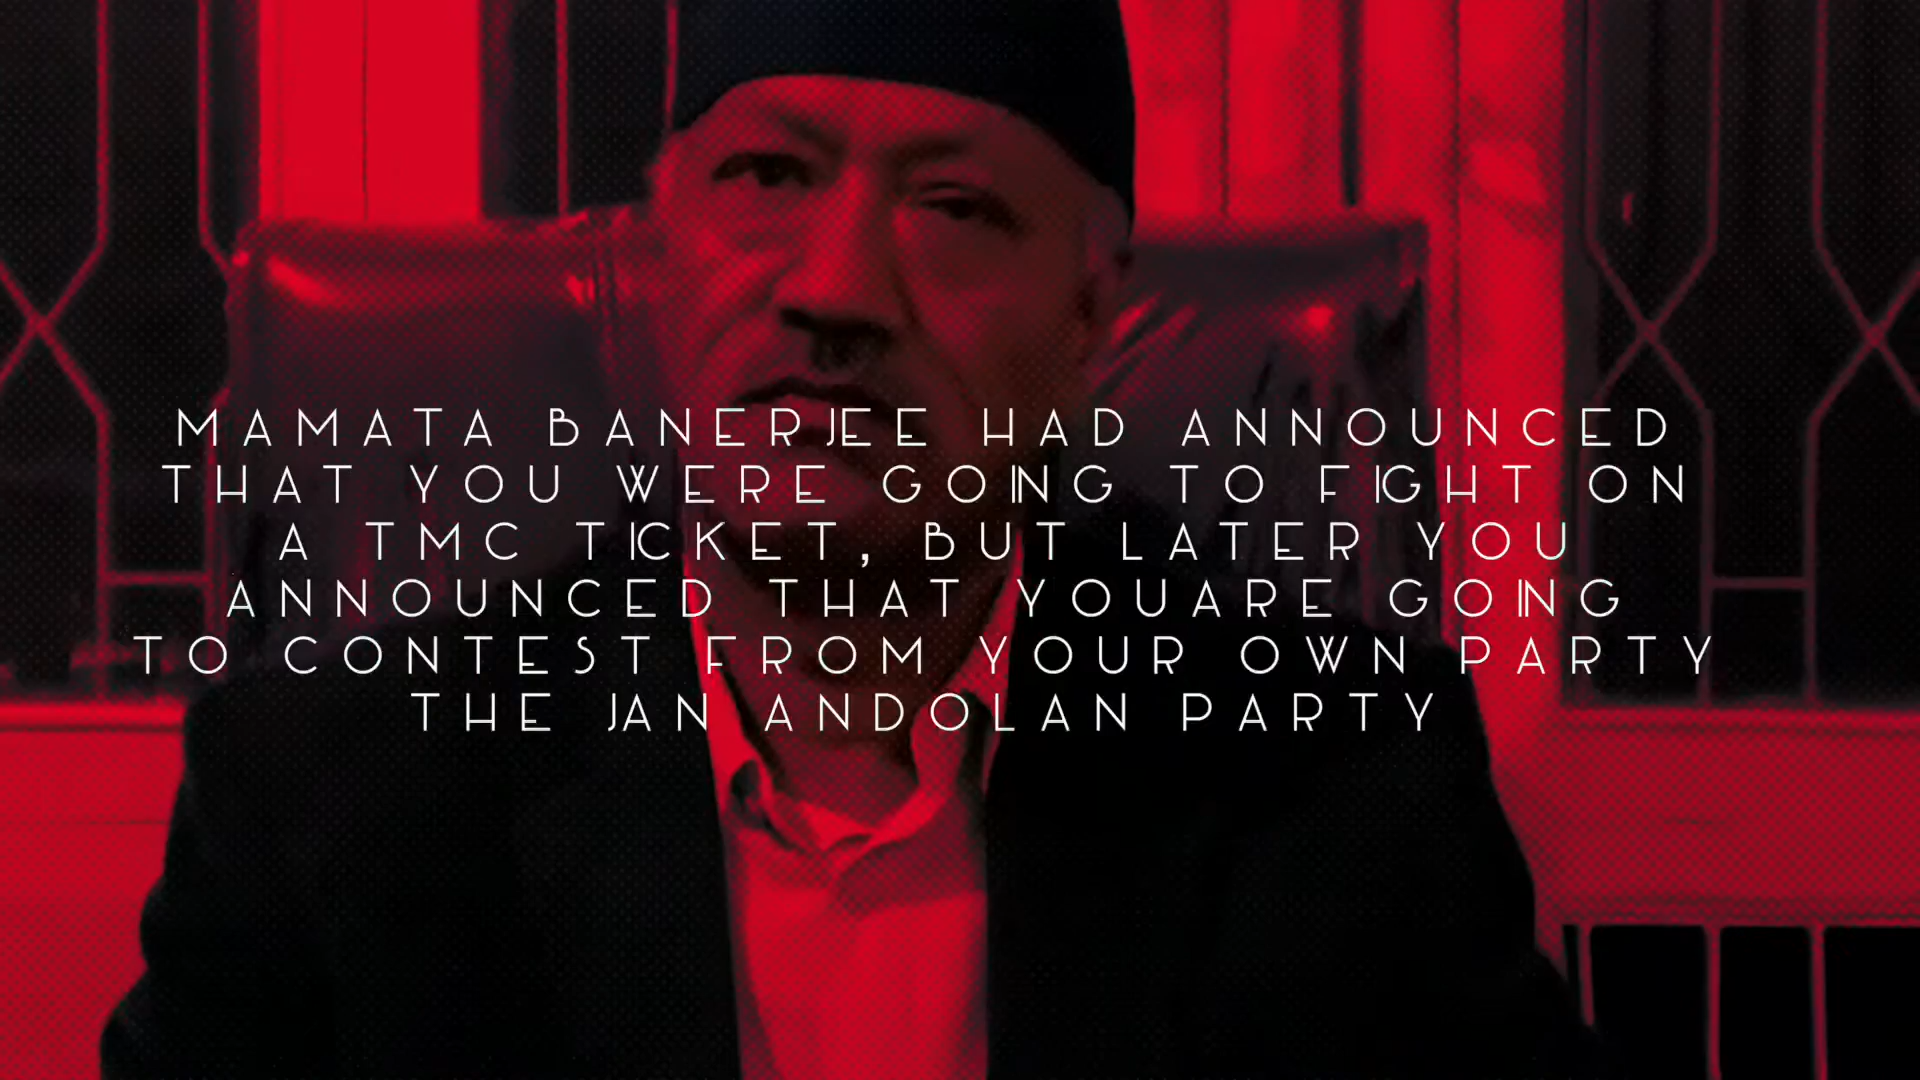 MAMATA BANERJEE HAD ANNOUNCED
THAT YOU WERE GOING TO FIGHT ON
A TMC TICKET, BUT LATER YOU
ANNOUNCED THAT YOUARE GOING
TO CONTEST FROM YOUR OWN PARTY
THE JAN ANDOLAN PARTY